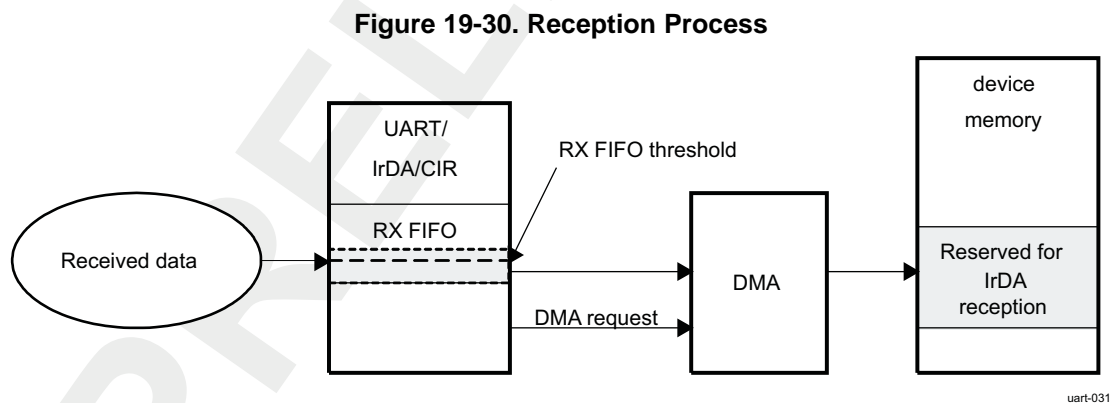 Figure 19-30. Reception Process
device
memory
UART/
IrDA/CIR
RX FIFO threshold
RX FIFO
Received data
DMA
Reserved for
IrDA
reception
DMA request
uart-031